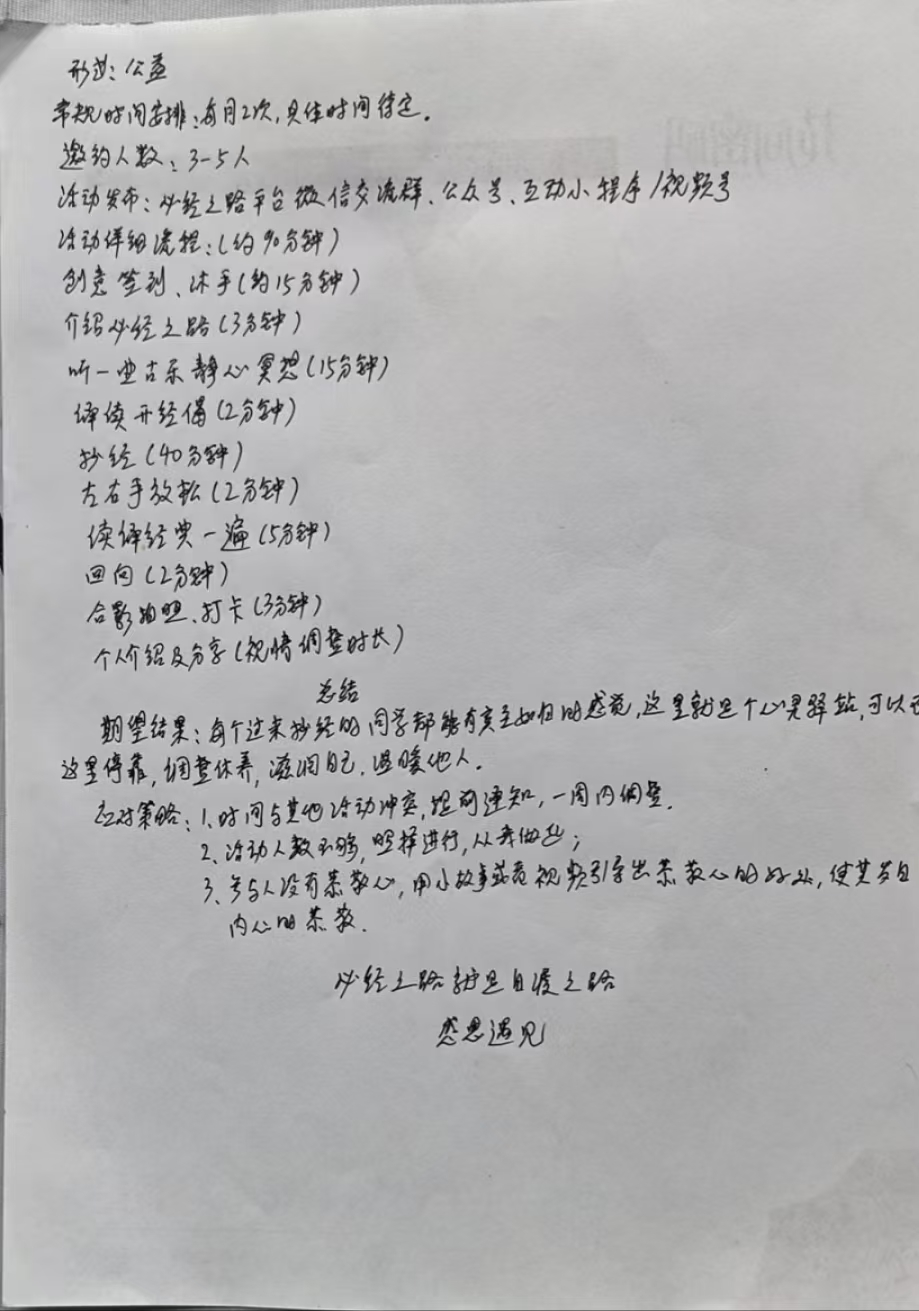 形式：公益
常规时间安排：每月2次，具体时间待定。
邀约人数：3-5人
活动发布：必经之路平台微信交流群、公众号、互动小程序/视频号
活动详细流程：（约90分钟）
创意签到、沐手（约15分钟）
介绍必经之路（3分钟）
听一曲古乐静心冥想（15分钟）
诵读开经偈（2分钟）
抄经（40分钟）
左右手放松（2分钟）
读诵经典一遍（5分钟）
回向（2分钟）
合影拍照、打卡（3分钟）
个人介绍及分享（视情调整时长）
总结
期望结果：每个过来抄经的同学都能有宾至如归的感觉，这里就是个心灵驿站，可以在
这里停靠，调整休养，滋润自己，温暖他人。
应对策略：1、时间与其他活动冲突，提前通知，一周内调整。
2、活动人数不够，照样进行，从我做起；
3、参与人没有恭敬心，用小故事或者视频引导出恭敬心的好处，使其发自
内心的恭敬。
必经之路就是自渡之路
感恩遇见